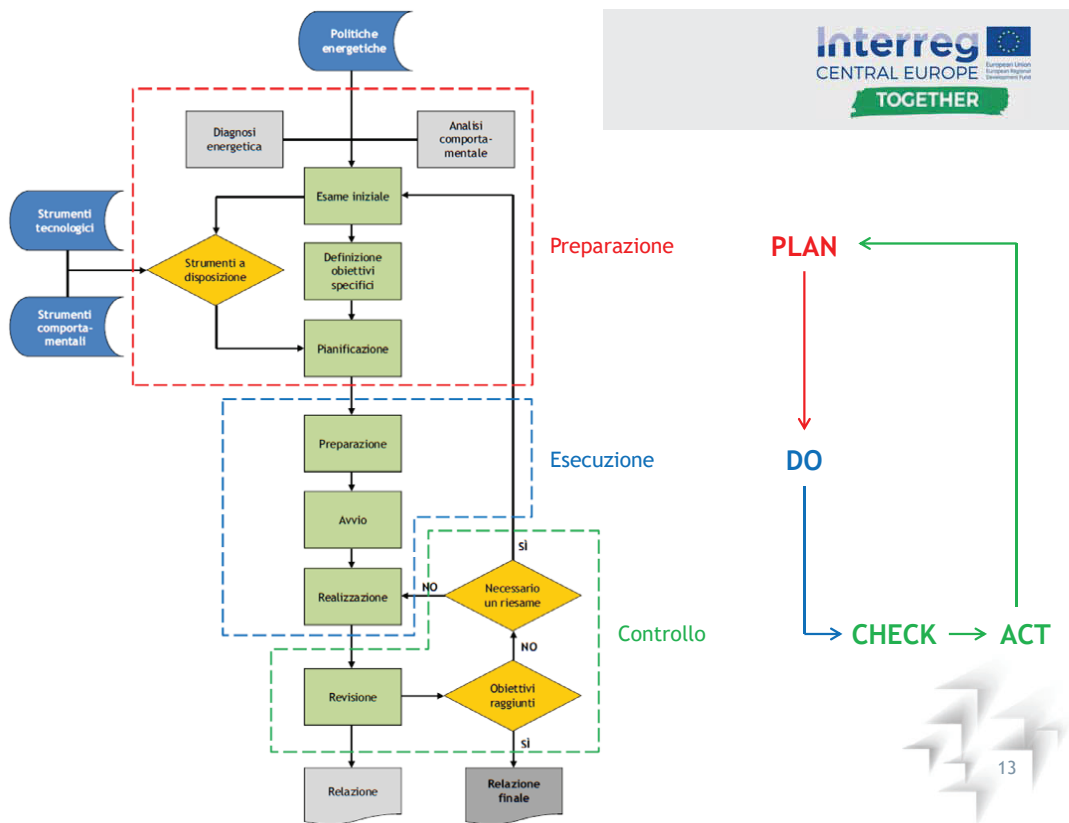 Politiche
energetiche
Interreg
CENTRAL EUROPE
European Union
European Regional
Development Fund
TOGETHER
Diagnosi
energetica
Analisi
comporta-
mentale
Esame iniziale
Strumenti
tecnologici
Strumenti a
disposizione
Definizione
obiettivi
specifici
Preparazione
PLAN
Strumenti
comporta-
mentali
Pianificazione
Preparazione
Esecuzione
DO
Avvio
SÌ
Realizzazione
NO
Necessario
un riesame
Controllo
CHECK
ACT
NO
Revisione
Obiettivi
raggiunti
SÌ
Relazione
Relazione
finale
13